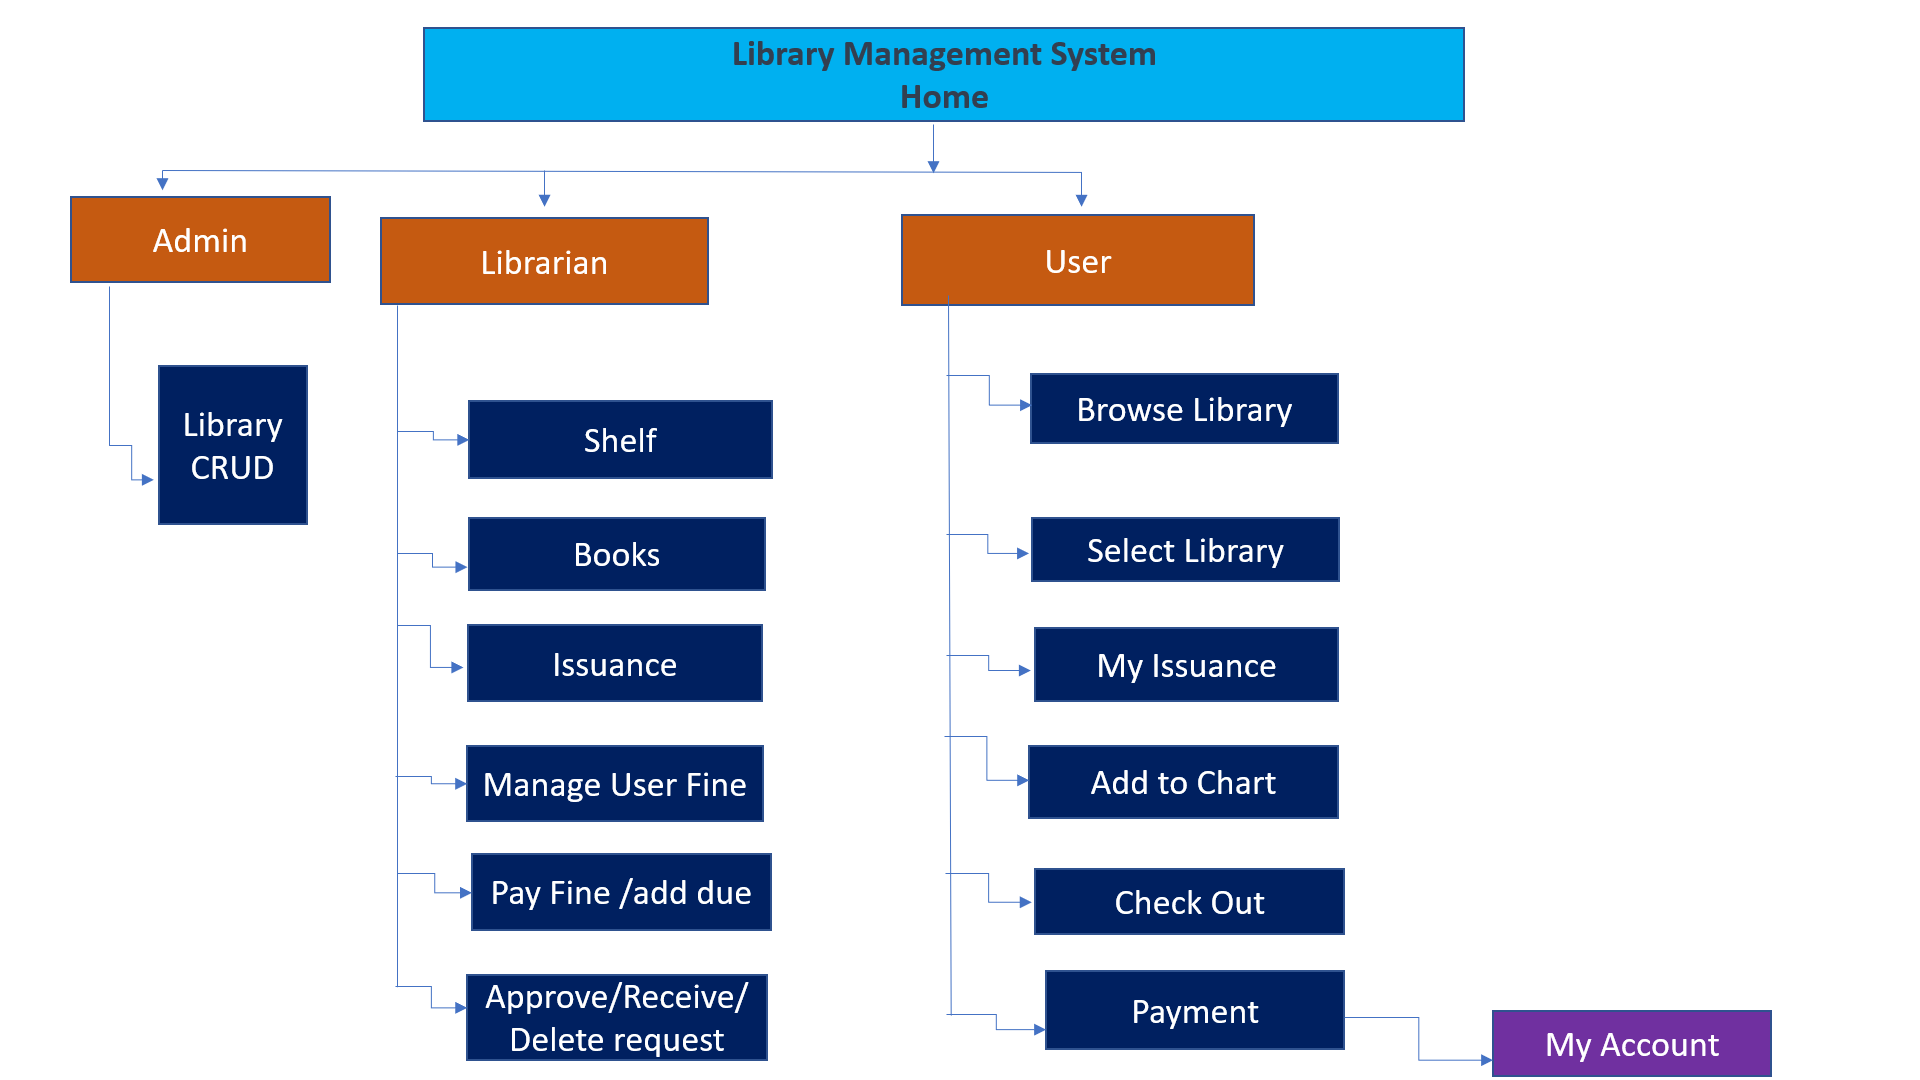 Library Management System
Home
Admin
Librarian
User
Library
CRUD
Shelf
Books
Issuance
Manage User Fine
Pay Fine /add due
Approve/Receive/
Delete request
Browse Library
Select Library
My Issuance
Add to Chart
Check Out
Payment
My Account